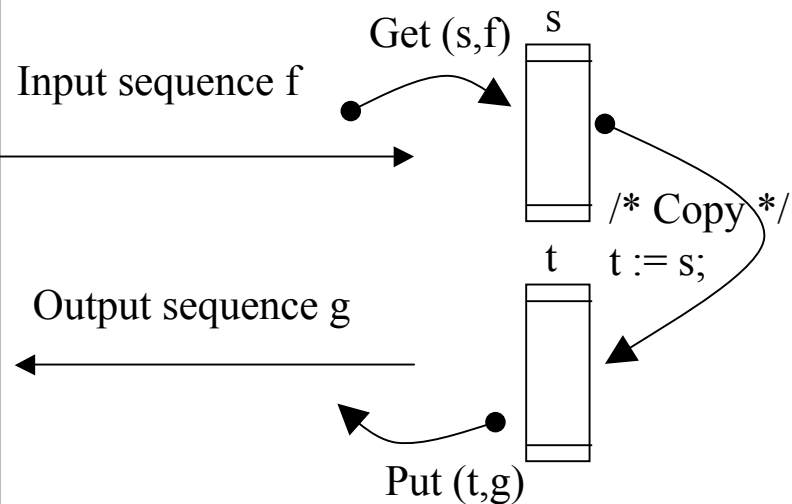 s
Get (s,f)
Input sequence f
/* Copy */
t := s;
t
Output sequence g
Put (t,g)